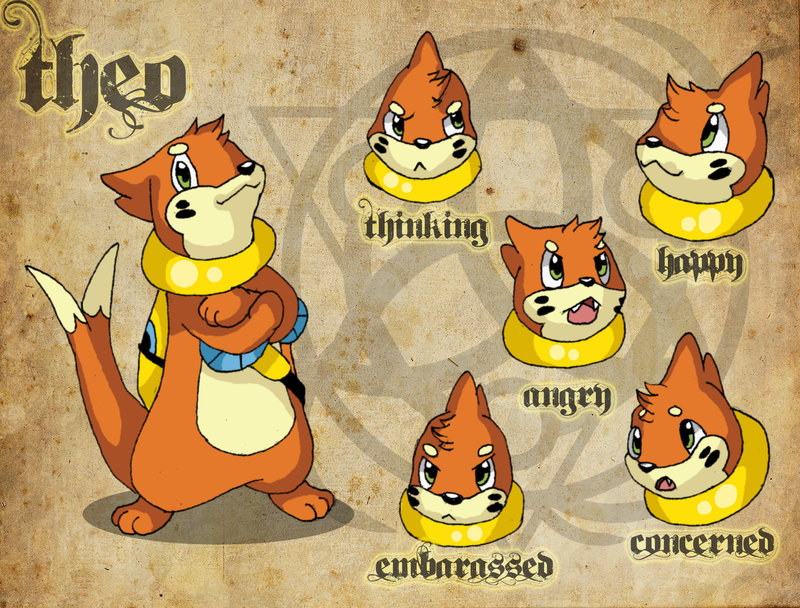 theo
thinking
happy
angry
embarassed
concerned